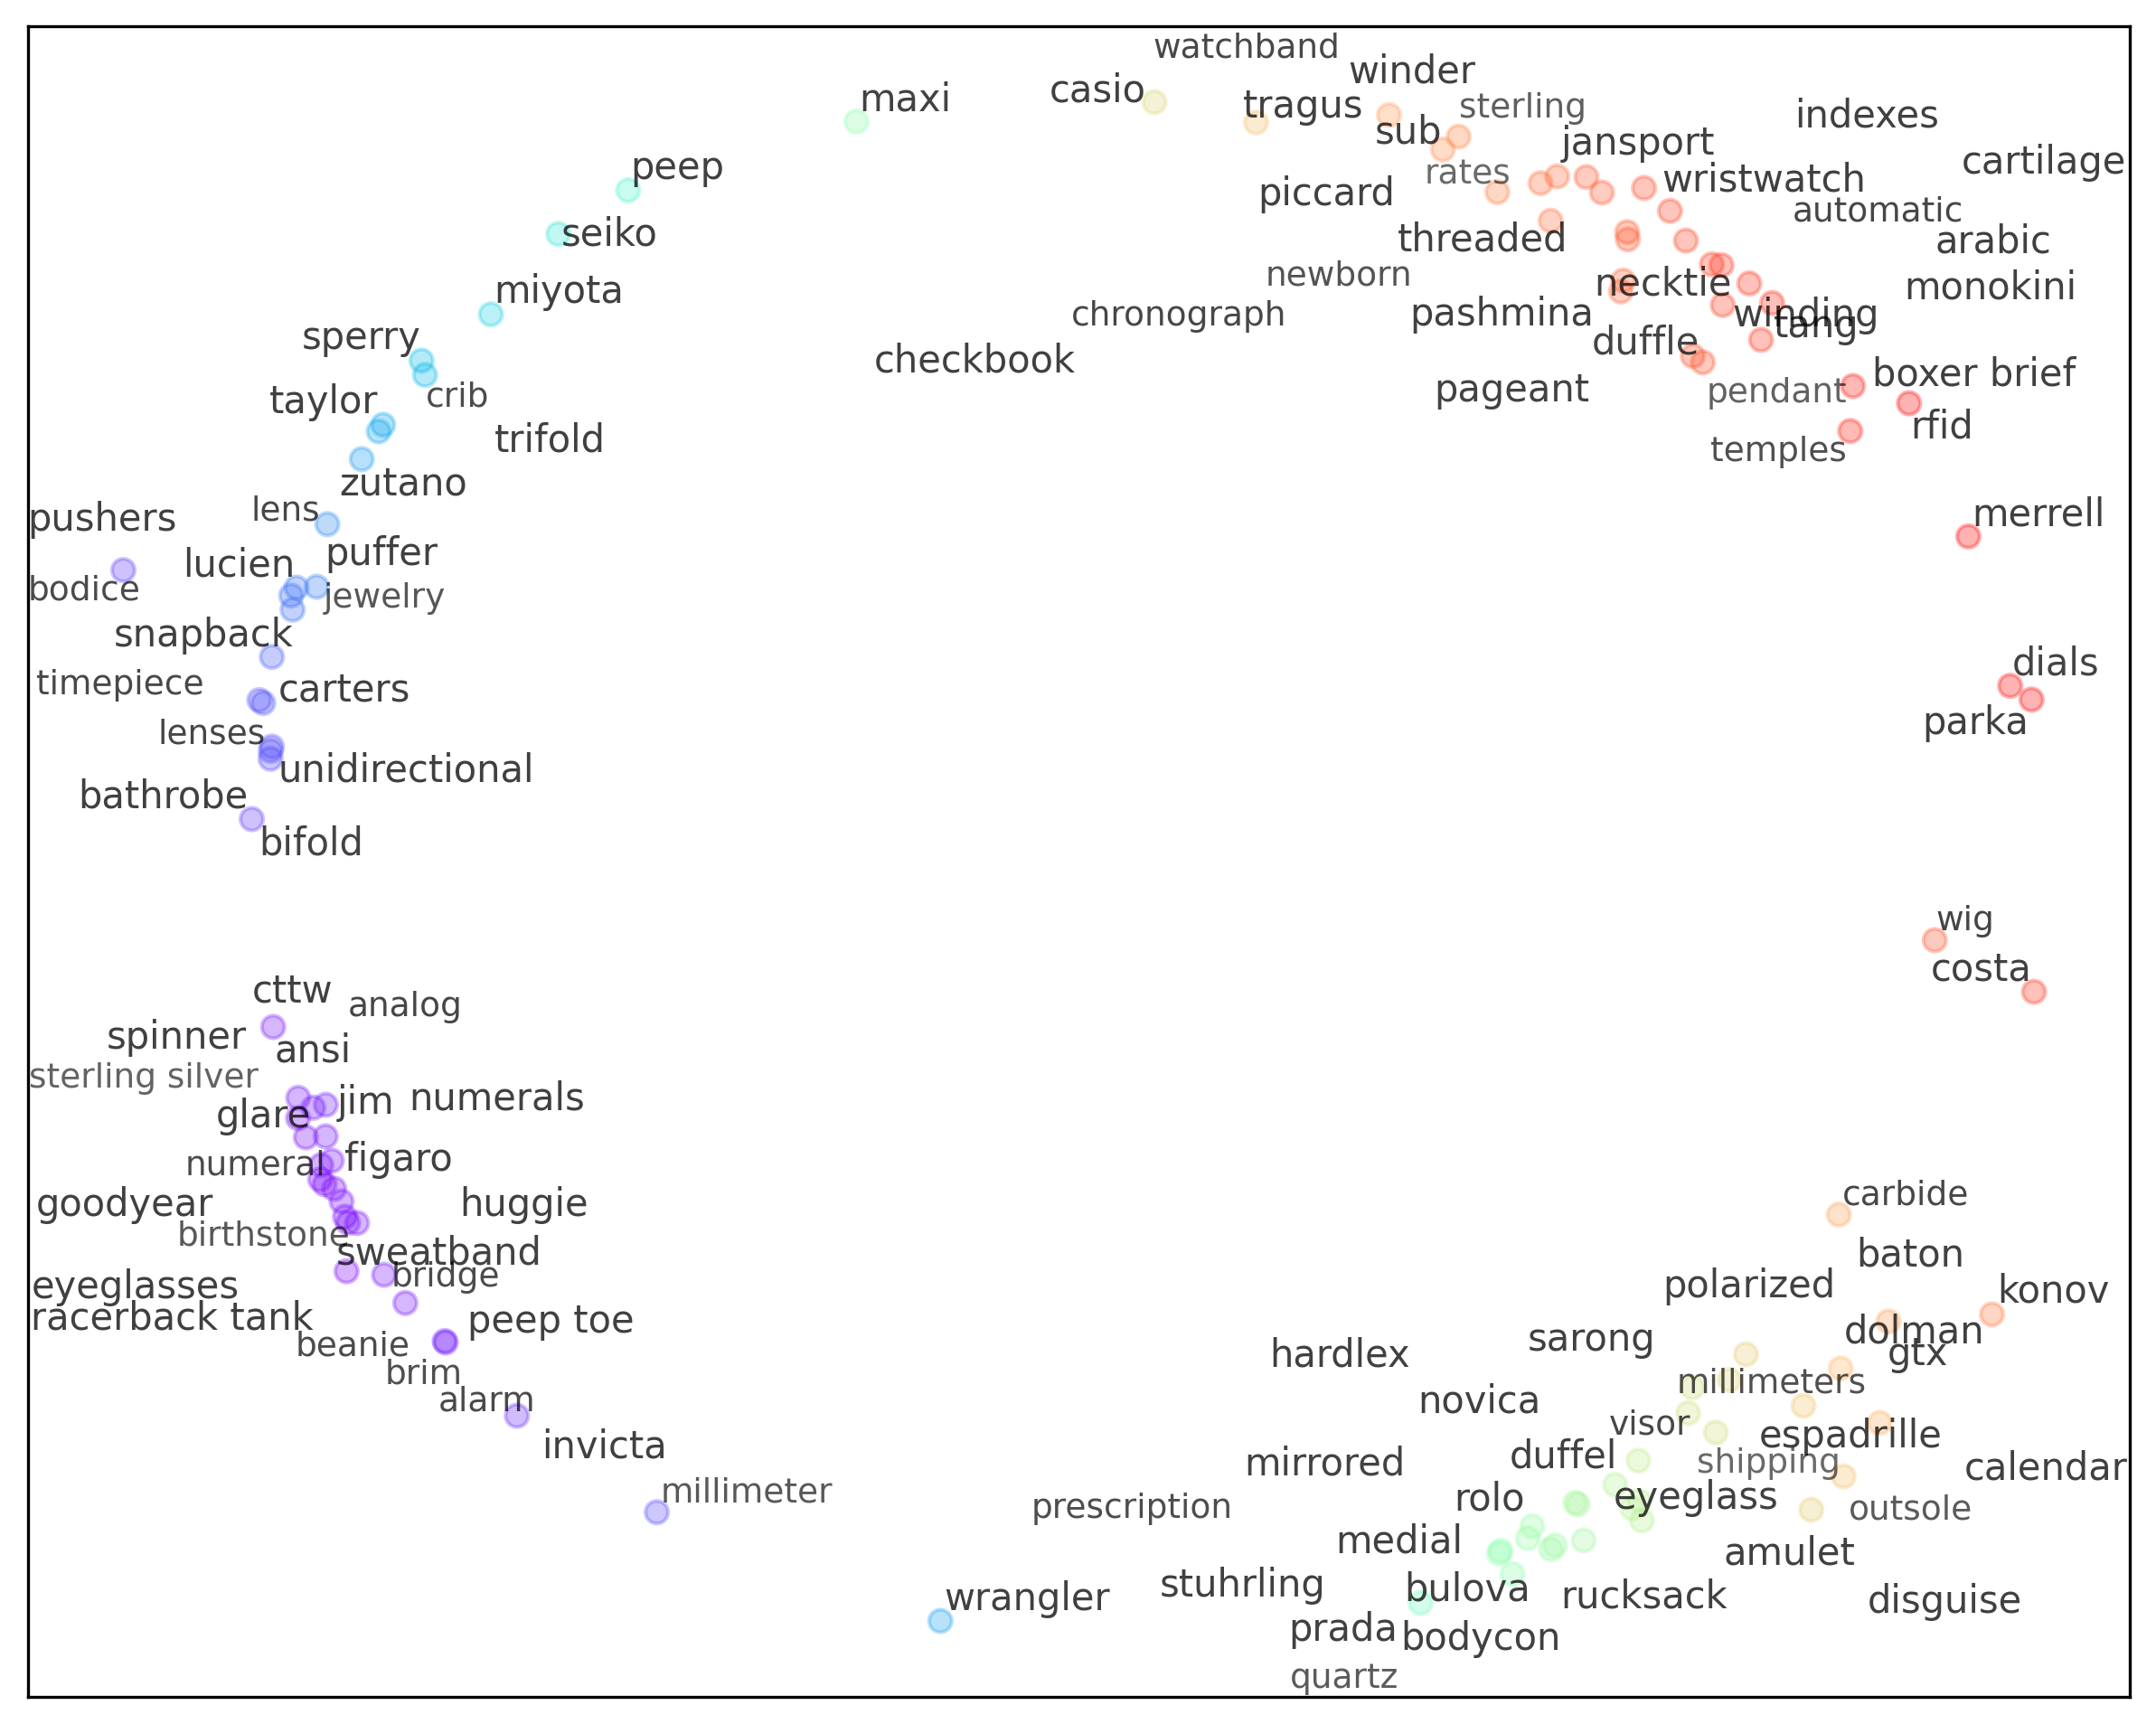 watchband
winder
maxi
casio
tragus
sterling
indexes
sub
jansport
cartilage
peep
rates
wristwatch
piccard
automatic
seiko
threaded
arabic
newborn
necktie
monokini
miyota
chronograph
pashmina
winding
tang
sperry
checkbook
duffle
boxer brief
crib
pageant
pendant
taylor
rfid
trifold
temples
zutano
lens
pushers
merrell
puffer
lucien
bodice
jewelry
snapback
dials
timepiece
carters
parka
lenses
unidirectional
bathrobe
bifold
wig
costa
cttw
analog
spinner
ansi
sterling silver
jim
numerals
glare
figaro
numeral
carbide
goodyear
huggie
birthstone
sweatband
baton
bridge
polarized
eyeglasses
konov
racerback tank
peep toe
dolman
beanie
sarong
gtx
hardlex
brim
millimeters
alarm
novica
visor
espadrille
invicta
duffel
mirrored
shipping
calendar
millimeter
rolo
eyeglass
prescription
outsole
medial
amulet
stuhrling
bulova
wrangler
rucksack
disguise
prada
bodycon
quartz